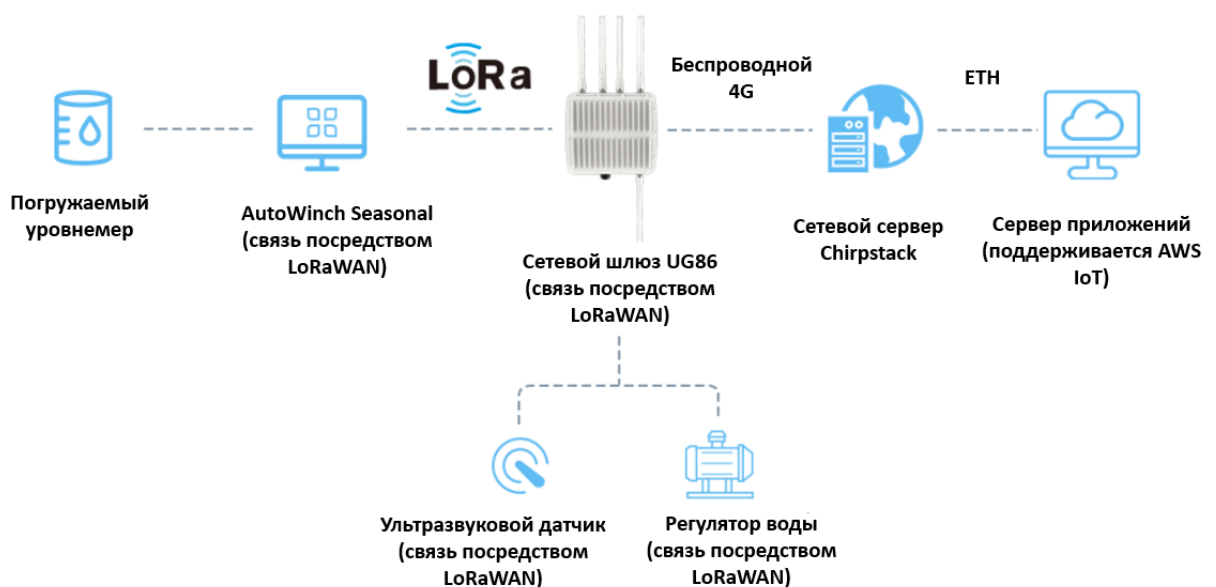 LoRa
Беспроводной
4G
ETH
Погружаемый
уровнемер
AutoWinch Seasonal
(связь посредством
LoRaWAN)
Сетевой шлюз UG86
(связь посредством
LoRaWAN)
Сетевой сервер
Chirpstack
Сервер приложений
(поддерживается AWS
IoT)
Ультразвуковой датчик
(связь посредством
LoRaWAN)
Регулятор воды
(связь посредством
LoRaWAN)